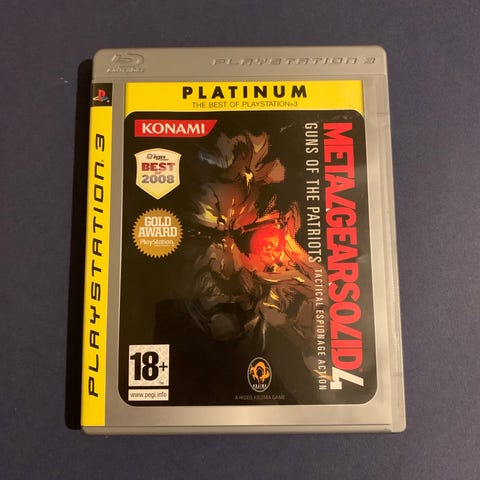 PLAYSTATION 3
PLATINUM
THE BEST OF PLAYSTATION®3
PLAYSTATION 3
KONAMI
BEST
2008
GOLD
AWARD
PlayStation
METAL GEAR SOLID 4
GUNS OF THE PATRIOTS
TACTICAL ESPIONAGE ACTION
18+
www.pegi.info
A HIDEO KOJIMA GAME